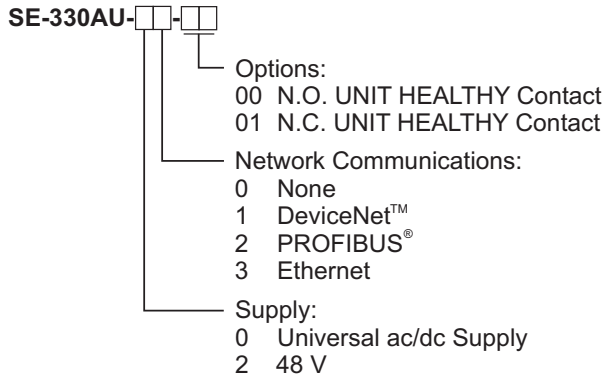 SE-330AU-□□-□□
Options:
00 N.O. UNIT HEALTHY Contact
01 N.C. UNIT HEALTHY Contact
Network Communications:
0 None
1 DeviceNet™
2 PROFIBUS®
3 Ethernet
Supply:
0 Universal ac/dc Supply
2 48 V